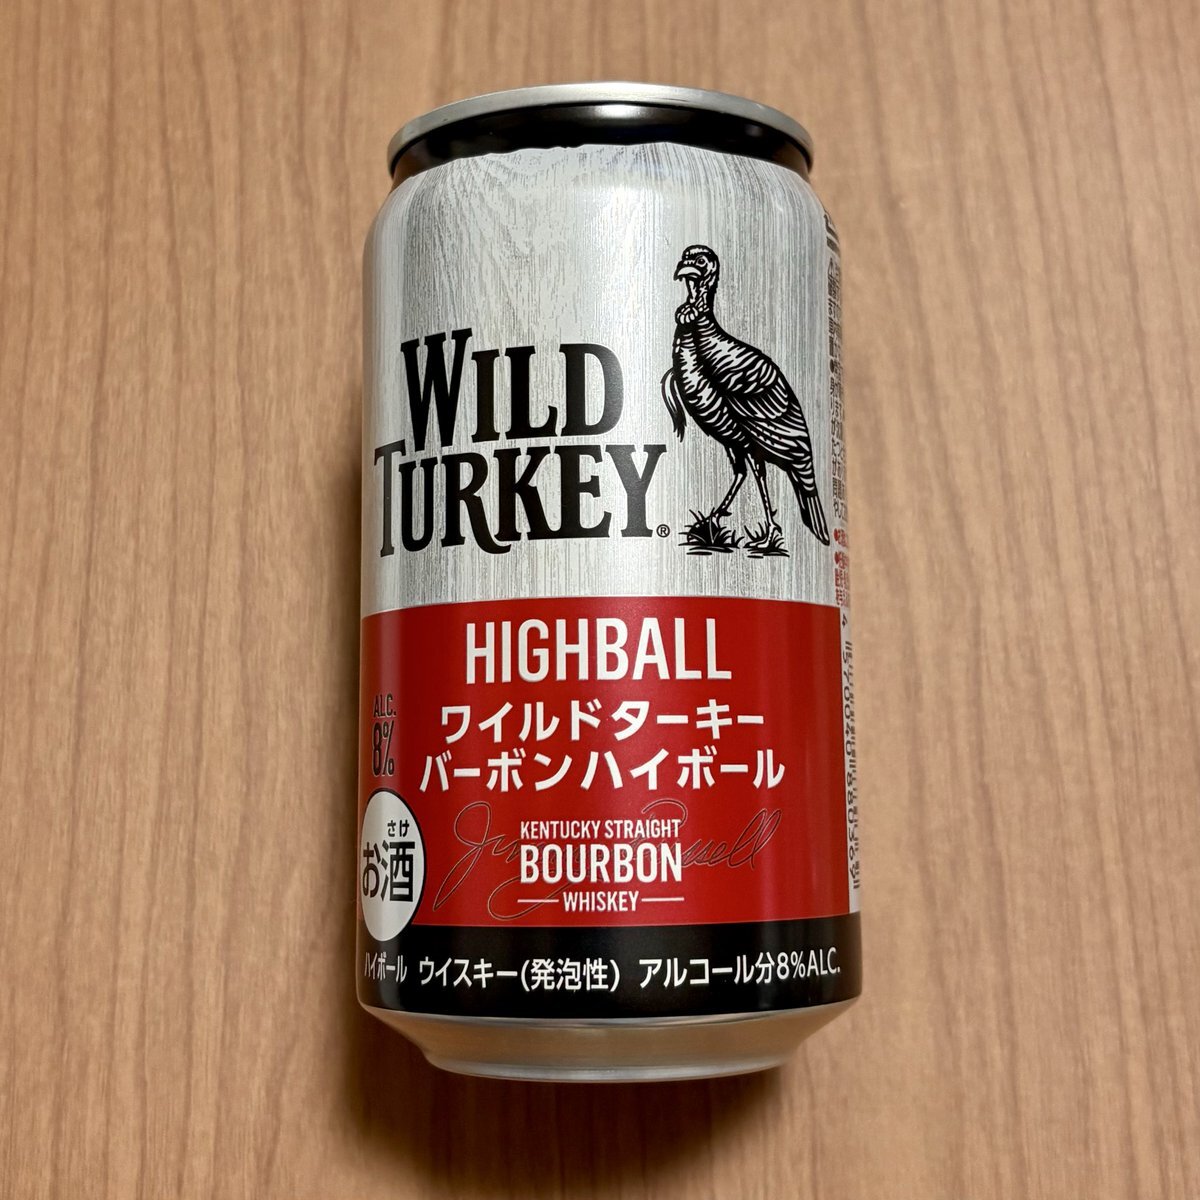 WILD
TURKEY®
HIGHBALL
ワイルドターキー
バーボンハイボール
ALC.
8%
さけ
お酒
KENTUCKY STRAIGHT
BOURBON
WHISKEY
ハイボール ウイスキー(発泡性) アルコール分8%ALC.